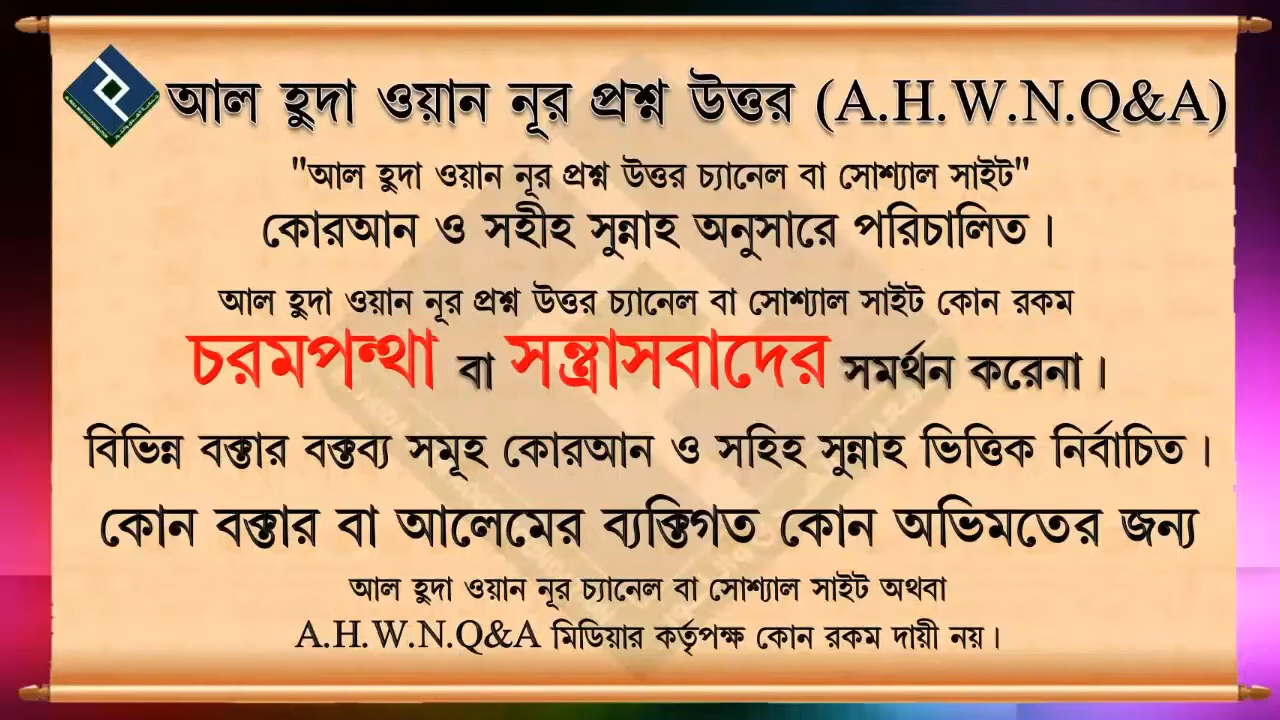 আল হুদা ওয়ান নূর প্রশ্ন উত্তর (A.H.W.N.Q&A)
"আল হুদা ওয়ান নূর প্রশ্ন উত্তর চ্যানেল বা সোশ্যাল সাইট"
কোরআন ও সহীহ সুন্নাহ অনুসারে পরিচালিত।
আল হুদা ওয়ান নূর প্রশ্ন উত্তর চ্যানেল বা সোশ্যাল সাইট কোন রকম
চরমপন্থা বা সন্ত্রাসবাদের সমর্থন করেনা।
বিভিন্ন বক্তার বক্তব্য সমূহ কোরআন ও সহিহ সুন্নাহ ভিত্তিক নির্বাচিত।
কোন বক্তার বা আলেমের ব্যক্তিগত কোন অভিমতের জন্য
আল হুদা ওয়ান নূর চ্যানেল বা সোশ্যাল সাইট অথবা
A.H.W.N.Q&A মিডিয়ার কর্তৃপক্ষ কোন রকম দায়ী নয়।